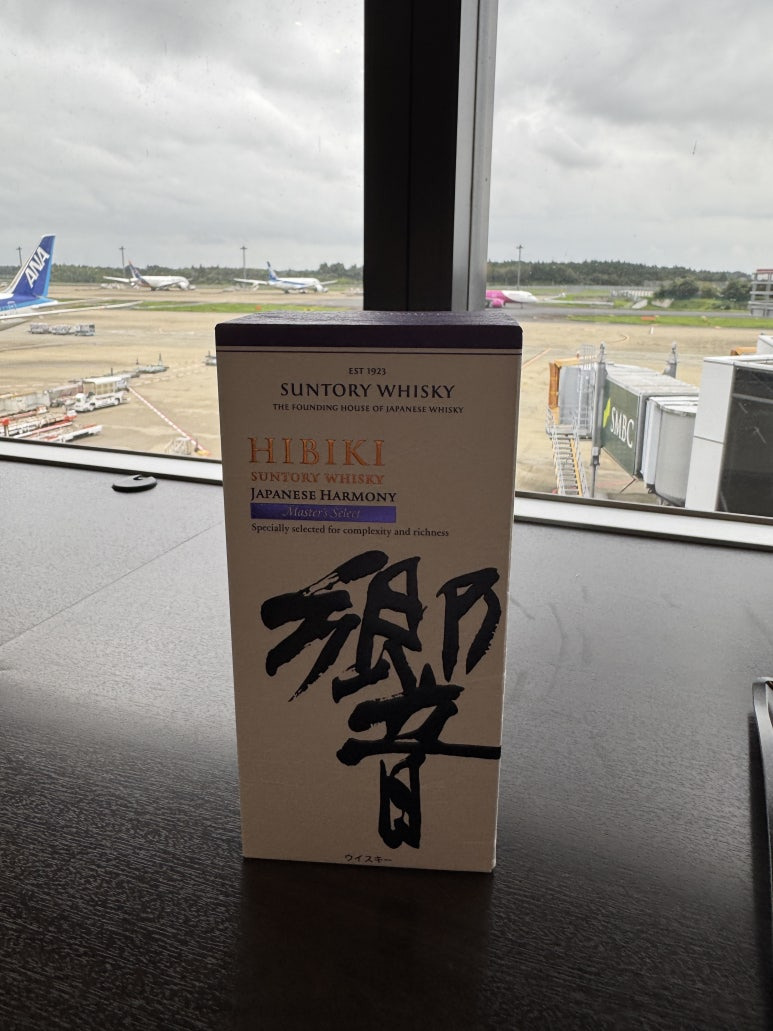 ANA
EST 1923
SUNTORY WHISKY
THE FOUNDING HOUSE OF JAPANESE WHISKY
HIBIKI
SUNTORY WHISKY
JAPANESE HARMONY
Master's Select
Specially selected for complexity and richness
響
ウイスキー
SMBC